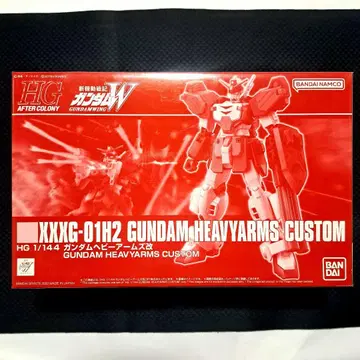 HG
AFTER COLONY
新機動戦記
ガンダムW
GUNDAM WING
BANDAI NAMCO
XXXG-01H2 GUNDAM HEAVYARMS CUSTOM
HG 1/144 ガンダムヘビーアームズ改
GUNDAM HEAVYARMS CUSTOM
BAN
DAI